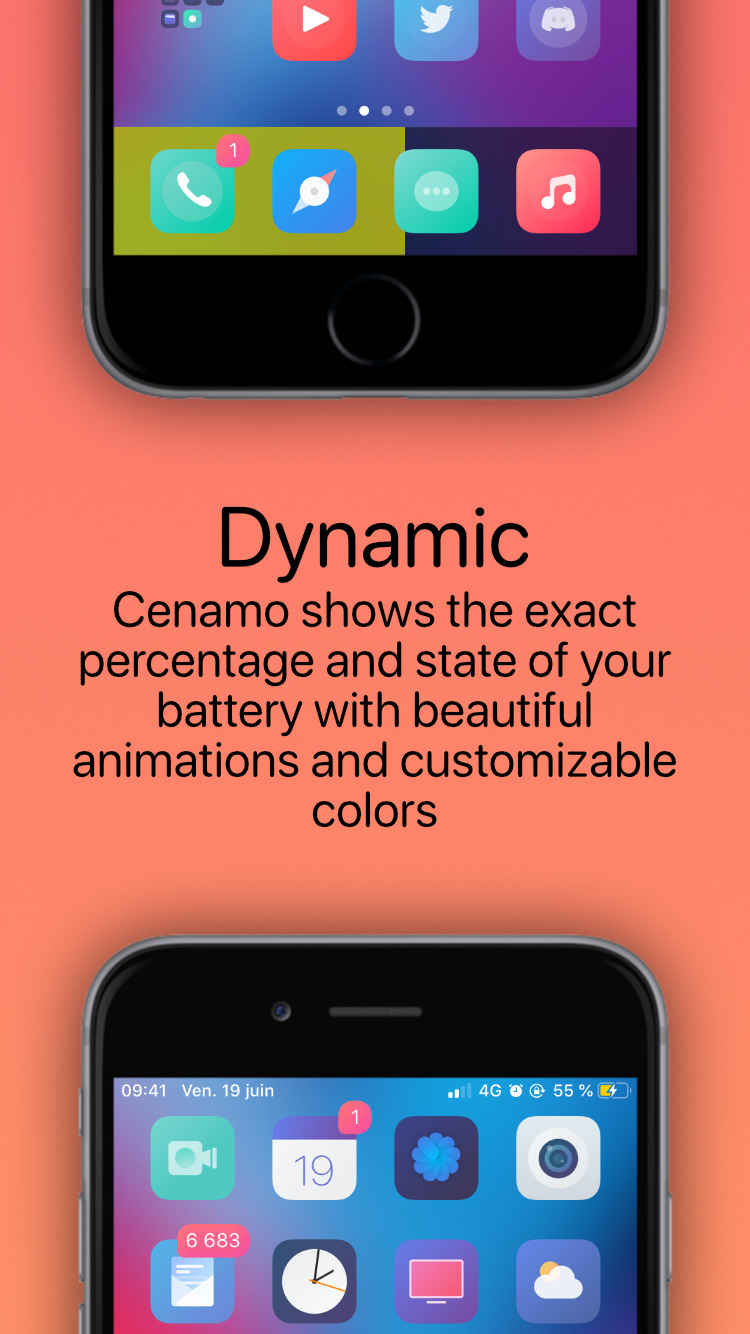 1
Dynamic
Cenamo shows the exact
percentage and state of your
battery with beautiful
animations and customizable
colors
09:41 Ven. 19 juin 4G 55 %
1
19
6 683